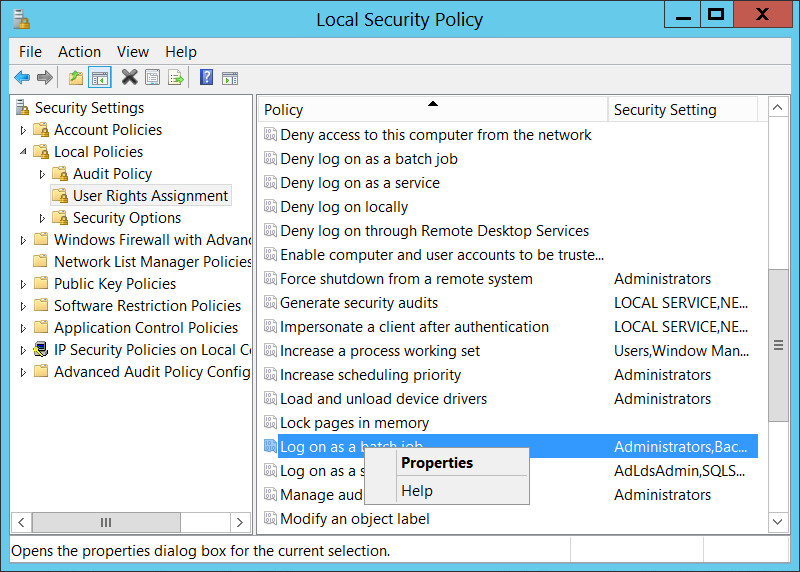 Local Security Policy
File Action View Help
Security Settings
Account Policies
Local Policies
Audit Policy
User Rights Assignment
Security Options
Windows Firewall with Advanc
Network List Manager Policies
Public Key Policies
Software Restriction Policies
Application Control Policies
IP Security Policies on Local C
Advanced Audit Policy Config
Policy Security Setting
Deny access to this computer from the network
Deny log on as a batch job
Deny log on as a service
Deny log on locally
Deny log on through Remote Desktop Services
Enable computer and user accounts to be truste...
Force shutdown from a remote system Administrators
Generate security audits LOCAL SERVICE,NE...
Impersonate a client after authentication LOCAL SERVICE,NE...
Increase a process working set Users,Window Man...
Increase scheduling priority Administrators
Load and unload device drivers Administrators
Lock pages in memory
Log on as a batch job Administrators,Bac...
Log on as a s AdLdsAdmin,SQLS...
Manage aud Administrators
Modify an object label
Properties
Help
Opens the properties dialog box for the current selection.